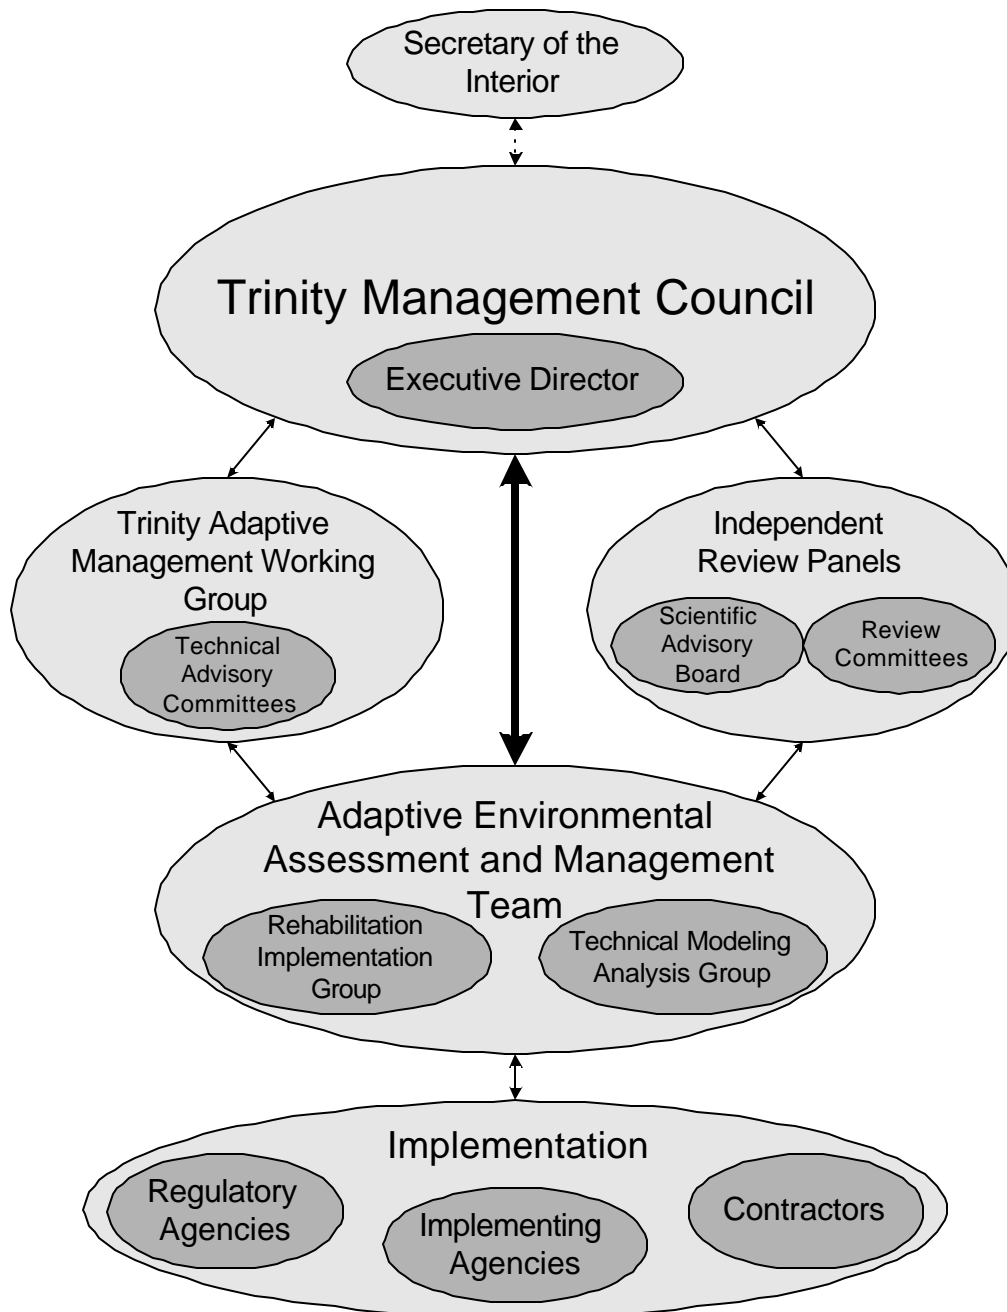 Secretary of the
Interior
Trinity Management Council
Executive Director
Trinity Adaptive
Management Working
Group
Technical
Advisory
Committees
Independent
Review Panels
Scientific
Advisory
Board
Review
Committees
Adaptive Environmental
Assessment and Management
Team
Rehabilitation
Implementation
Group
Technical Modeling
Analysis Group
Implementation
Regulatory
Agencies
Implementing
Agencies
Contractors